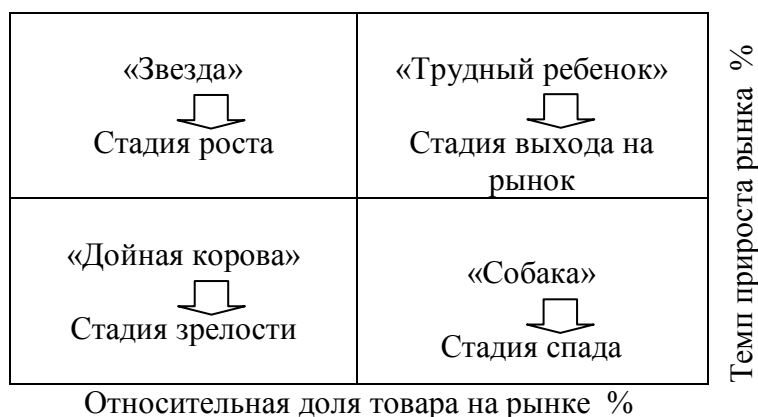 «Звезда»
Стадия роста
«Трудный ребенок»
Стадия выхода на
рынок
«Дойная корова»
Стадия зрелости
«Собака»
Стадия спада
Темп прироста рынка %
Относительная доля товара на рынке %